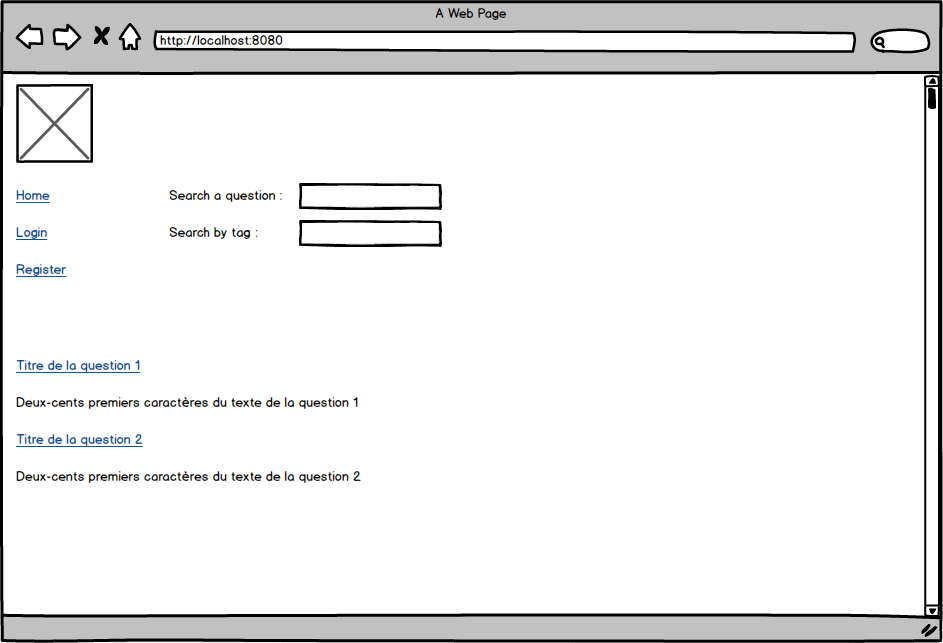 A Web Page
http://localhost:8080
Home
Search a question :
Login
Search by tag :
Register
Titre de la question 1
Deux-cents premiers caractères du texte de la question 1
Titre de la question 2
Deux-cents premiers caractères du texte de la question 2